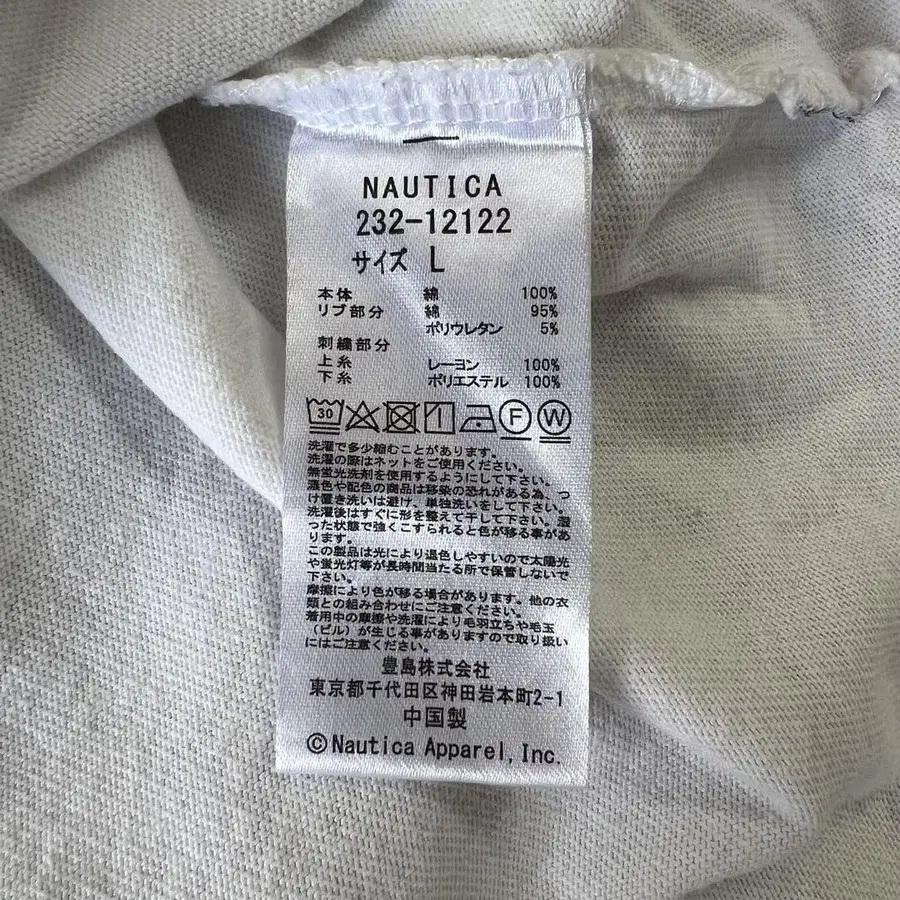 NAUTICA
232-12122
サイズ L
本体 綿 100%
リブ部分 綿 95%
ポリウレタン 5%
刺繍部分
上糸 レーヨン 100%
下糸 ポリエステル 100%
30 F W
洗濯で多少縮むことがあります。
洗濯の際はネットをご使用ください。
無蛍光洗剤を使用するようにして下さい。
濃色や配色の商品は移染の恐れがある為、つ
け置き洗いは避け、単独洗いをして下さい。
洗濯後はすぐに形を整えて干して下さい。湿
った状態で強くこすられると色が移る事があ
ります。
この製品は光により退色しやすいので太陽光
や蛍光灯等が長時間当たる所で保管しないで
下さい。
摩擦により色が移る場合があります。他の衣
類との組み合わせにご注意ください。
着用中の摩擦や洗濯により毛羽立ちや毛玉
（ピル）が生じる事がありますので取り扱い
にはご注意ください。
豊島株式会社
東京都千代田区神田岩本町2-1
中国製
©Nautica Apparel, Inc.